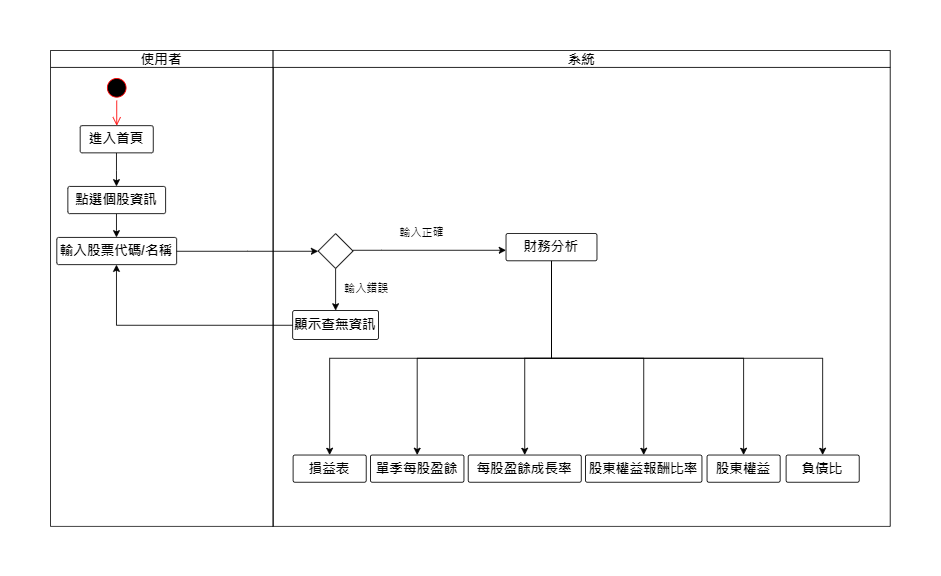 使用者
系統
進入首頁
點選個股資訊
輸入股票代碼/名稱
輸入正確
財務分析
輸入錯誤
顯示查無資訊
損益表
單季每股盈餘
每股盈餘成長率
股東權益報酬比率
股東權益
負債比